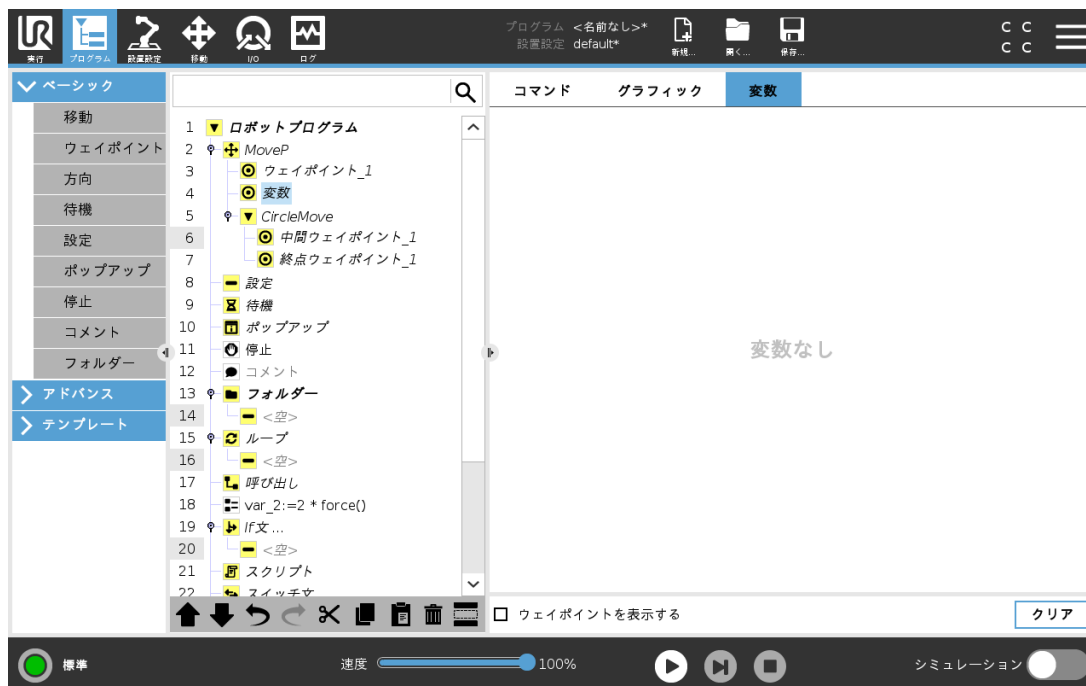 UR
実行
プログラム
設置設定
移動
I/O
ログ
プログラム <名前なし>*
設置設定 default*
新規...
開く...
保存...
C C
C C
ベーシック
移動
ウェイポイント
方向
待機
設定
ポップアップ
停止
コメント
フォルダー
アドバンス
テンプレート
1 ロボットプログラム
2 MoveP
3 ウェイポイント_1
4 変数
5 CircleMove
6 中間ウェイポイント_1
7 終点ウェイポイント_1
8 設定
9 待機
10 ポップアップ
11 停止
12 コメント
13 フォルダー
14 <空>
15 ループ
16 <空>
17 呼び出し
18 var_2:=2 * force()
19 If文 ...
20 <空>
21 スクリプト
22 スイッチ文
コマンド
グラフィック
変数
変数なし
ウェイポイントを表示する
クリア
標準
速度
100%
シミュレーション